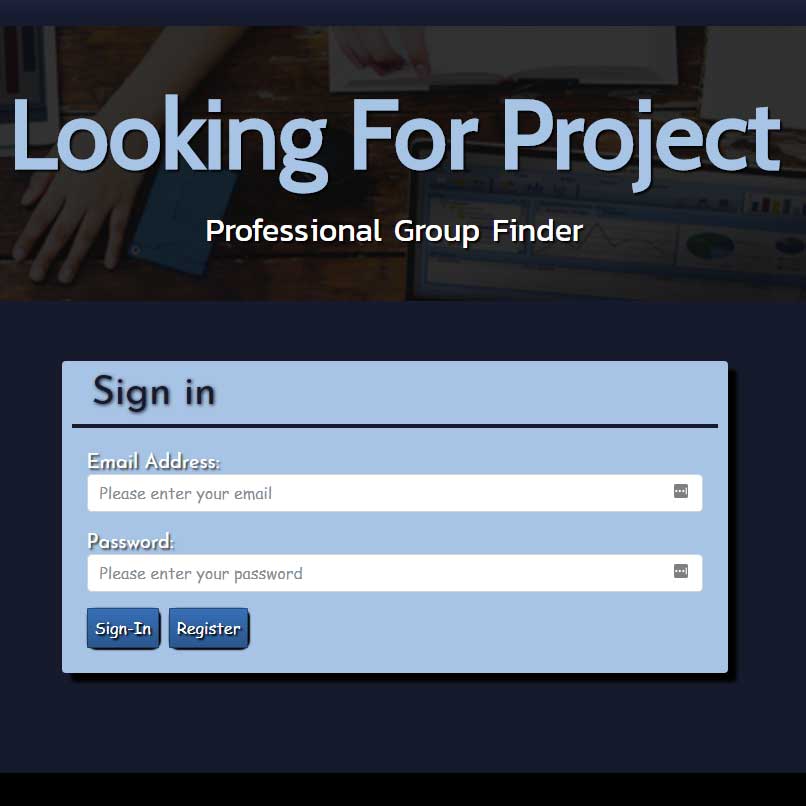 Looking For Project
Professional Group Finder
Sign in
Email Address:
Please enter your email
Password:
Please enter your password
Sign-In Register